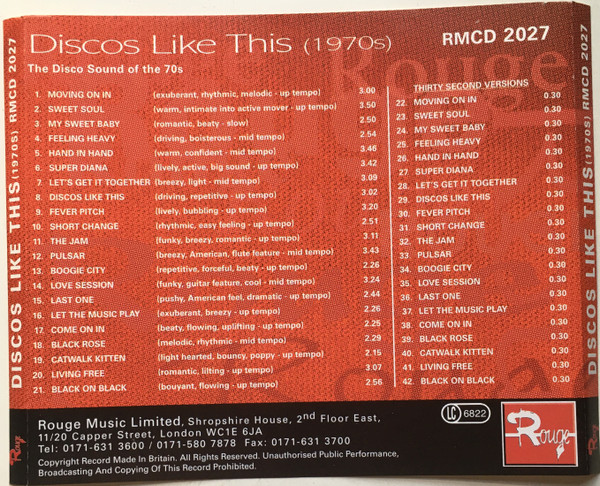 Discos Like This (1970s) RMCD 2027
The Disco Sound of the 70s
1. MOVING ON IN (exuberant, rhythmic, melodic - up tempo) 3.00
2. SWEET SOUL (warm, intimate into active mover - up tempo) 3.50
3. MY SWEET BABY (romantic, beaty - slow) 2.50
4. FEELING HEAVY (driving, boisterous - mid tempo) 2.54
5. HAND IN HAND (warm, confident - mid tempo) 3.46
6. SUPER DIANA (lively, active, big sound - up tempo) 3.42
7. LET'S GET IT TOGETHER (breezy, light - mid tempo) 3.09
8. DISCOS LIKE THIS (driving, repetitive - up tempo) 3.02
9. FEVER PITCH (lively, bubbling - up tempo) 3.20
10. SHORT CHANGE (rhythmic, easy feeling - up tempo) 2.51
11. THE JAM (funky, breezy, romantic - up tempo) 3.11
12. PULSAR (breezy, American, flute feature - mid tempo) 3.43
13. BOOGIE CITY (repetitive, forceful, beaty - up tempo) 2.26
14. LOVE SESSION (funky, guitar feature, cool - mid tempo) 3.24
15. LAST ONE (pushy, American feel, dramatic - up tempo) 2.44
16. LET THE MUSIC PLAY (exuberant, breezy - up tempo) 2.26
17. COME ON IN (beaty, flowing, uplifting - up tempo) 2.25
18. BLACK ROSE (melodic, rhythmic - mid tempo) 2.29
19. CATWALK KITTEN (light hearted, bouncy, poppy - up tempo) 2.15
20. LIVING FREE (romantic, lilting - up tempo) 3.07
21. BLACK ON BLACK (bouyant, flowing - up tempo) 2.56
THIRTY SECOND VERSIONS
22. MOVING ON IN 0.30
23. SWEET SOUL 0.30
24. MY SWEET BABY 0.30
25. FEELING HEAVY 0.30
26. HAND IN HAND 0.30
27. SUPER DIANA 0.30
28. LET'S GET IT TOGETHER 0.30
29. DISCOS LIKE THIS 0.30
30. FEVER PITCH 0.30
31. SHORT CHANGE 0.30
32. THE JAM 0.30
33. PULSAR 0.30
34. BOOGIE CITY 0.30
35. LOVE SESSION 0.30
36. LAST ONE 0.30
37. LET THE MUSIC PLAY 0.30
38. COME ON IN 0.30
39. BLACK ROSE 0.30
40. CATWALK KITTEN 0.30
41. LIVING FREE 0.30
42. BLACK ON BLACK 0.30
Rouge Music Limited, Shropshire House, 2nd Floor East,
11/20 Capper Street, London WC1E 6JA
Tel: 0171-631 3600 / 0171-580 7878 Fax: 0171-631 3700
Copyright Record Made In Britain. All Rights Reserved. Unauthorised Public Performance,
Broadcasting And Copying Of This Record Prohibited.
LC 6822
Rouge
DISCOS LIKE THIS (1970S) RMCD 2027
Rouge
DISCOS LIKE THIS (1970S) RMCD 2027
Rouge
Rouge